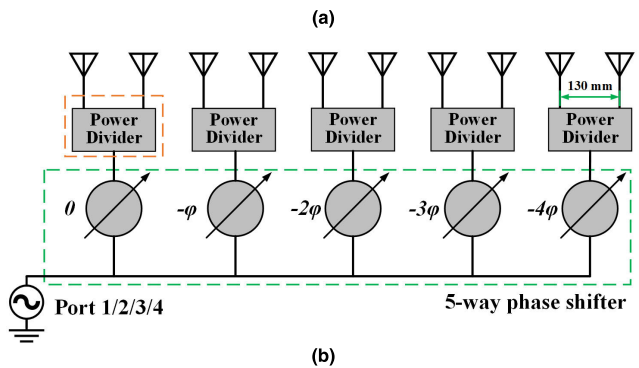 (a)
130 mm
Power Divider
Power Divider
Power Divider
Power Divider
Power Divider
0
-φ
-2φ
-3φ
-4φ
Port 1/2/3/4
5-way phase shifter
(b)